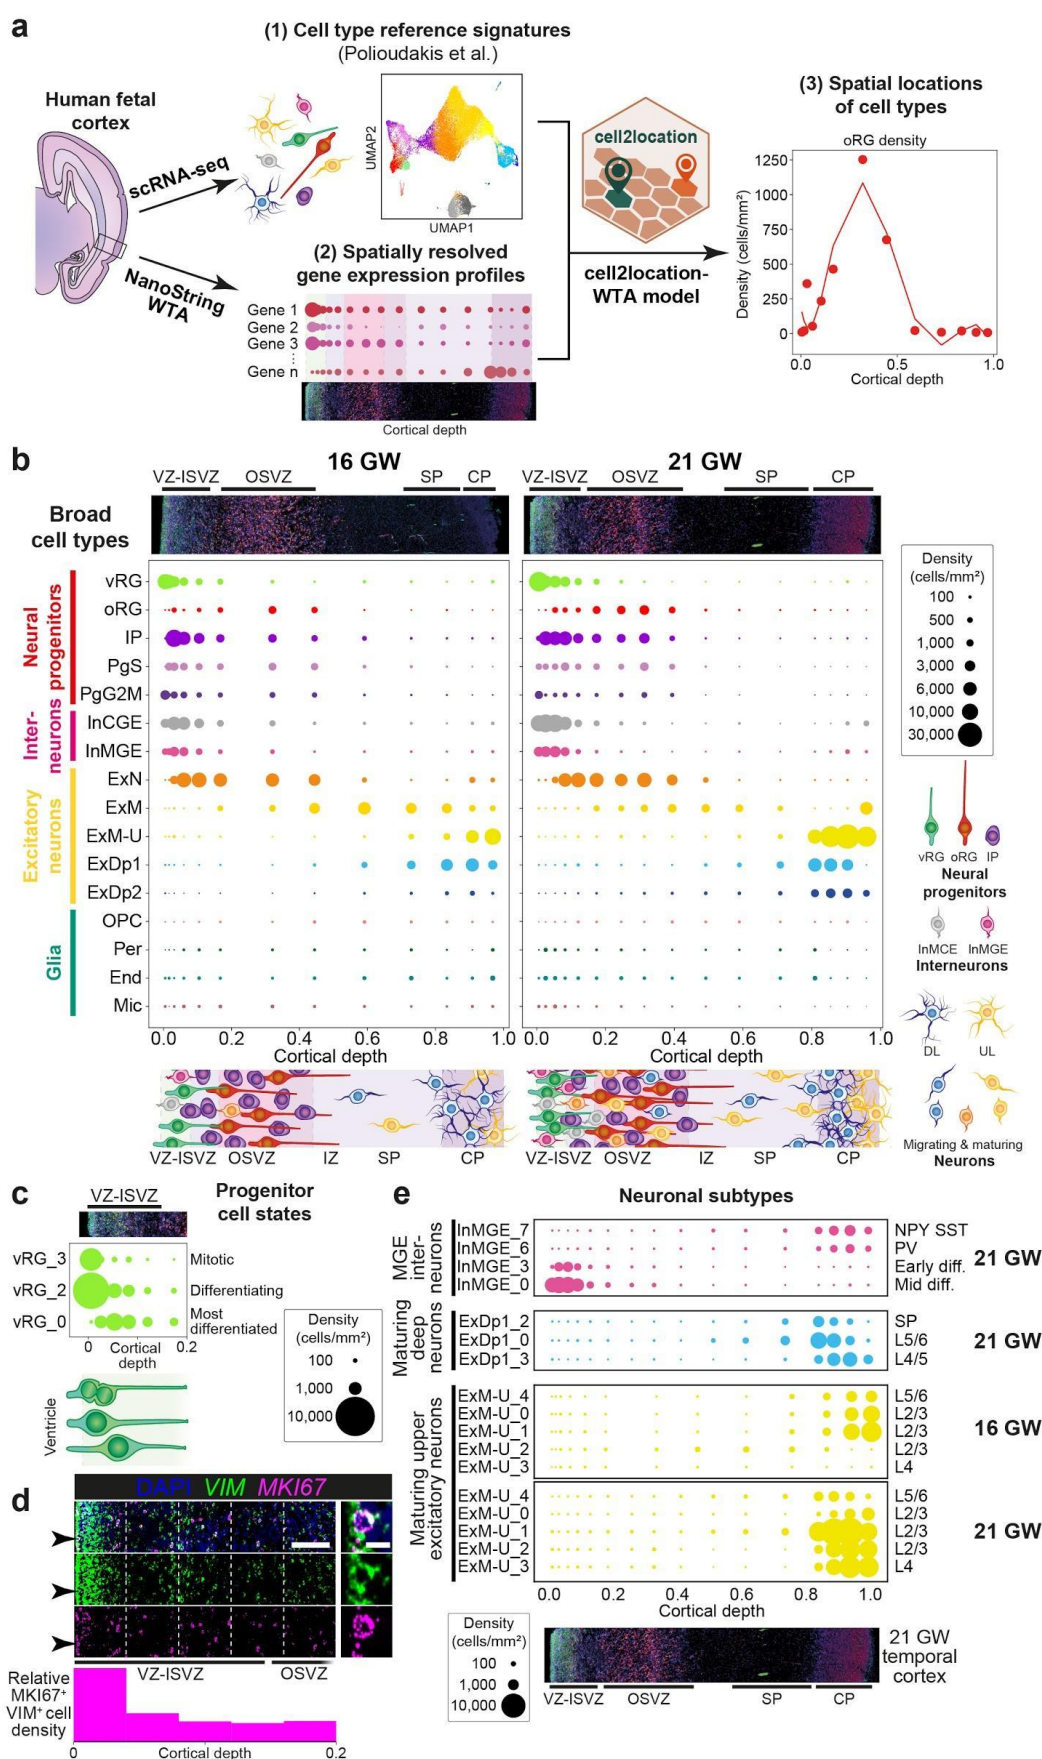 a
(1) Cell type reference signatures
(Polioudakis et al.)
Human fetal
cortex
scRNA-seq
NanoString
WTA
UMAP2
UMAP1
(2) Spatially resolved
gene expression profiles
Gene 1
Gene 2
Gene 3
⋮
Gene n
Cortical depth
cell2location
cell2location-
WTA model
(3) Spatial locations
of cell types
oRG density
Density (cells/mm²)
1250
1000
750
500
250
0
0.0 0.5 1.0
Cortical depth
b
16 GW
21 GW
VZ-ISVZ OSVZ SP CP
VZ-ISVZ OSVZ SP CP
Broad
cell types
Neural
progenitors
Inter-
neurons
Excitatory
neurons
Glia
vRG
oRG
IP
PgS
PgG2M
InCGE
InMGE
ExN
ExM
ExM-U
ExDp1
ExDp2
OPC
Per
End
Mic
0.0 0.2 0.4 0.6 0.8 1.0
Cortical depth
0.0 0.2 0.4 0.6 0.8 1.0
Cortical depth
VZ-ISVZ OSVZ IZ SP CP
VZ-ISVZ OSVZ IZ SP CP
Density
(cells/mm²)
100
500
1,000
3,000
6,000
10,000
30,000
vRG oRG IP
Neural
progenitors
InMCE InMGE
Interneurons
DL UL
Migrating & maturing
Neurons
c
VZ-ISVZ
Progenitor
cell states
vRG_3 Mitotic
vRG_2 Differentiating
vRG_0 Most
differentiated
0 Cortical 0.2
depth
Ventricle
Density
(cells/mm²)
100
1,000
10,000
d
DAPI VIM MKI67
VZ-ISVZ OSVZ
Relative
MKI67⁺
VIM⁺ cell
density
0 Cortical depth 0.2
e
Neuronal subtypes
MGE
inter-
neurons
InMGE_7 NPY SST
InMGE_6 PV
InMGE_3 Early diff.
InMGE_0 Mid diff.
21 GW
Maturing
deep
neurons
ExDp1_2 SP
ExDp1_0 L5/6
ExDp1_3 L4/5
21 GW
Maturing upper
excitatory neurons
ExM-U_4 L5/6
ExM-U_0 L2/3
ExM-U_1 L2/3
ExM-U_2 L2/3
ExM-U_3 L4
16 GW
ExM-U_4 L5/6
ExM-U_0 L2/3
ExM-U_1 L2/3
ExM-U_2 L2/3
ExM-U_3 L4
21 GW
0.0 0.2 0.4 0.6 0.8 1.0
Cortical depth
Density
(cells/mm²)
100
1,000
10,000
21 GW
temporal
cortex
VZ-ISVZ OSVZ SP CP